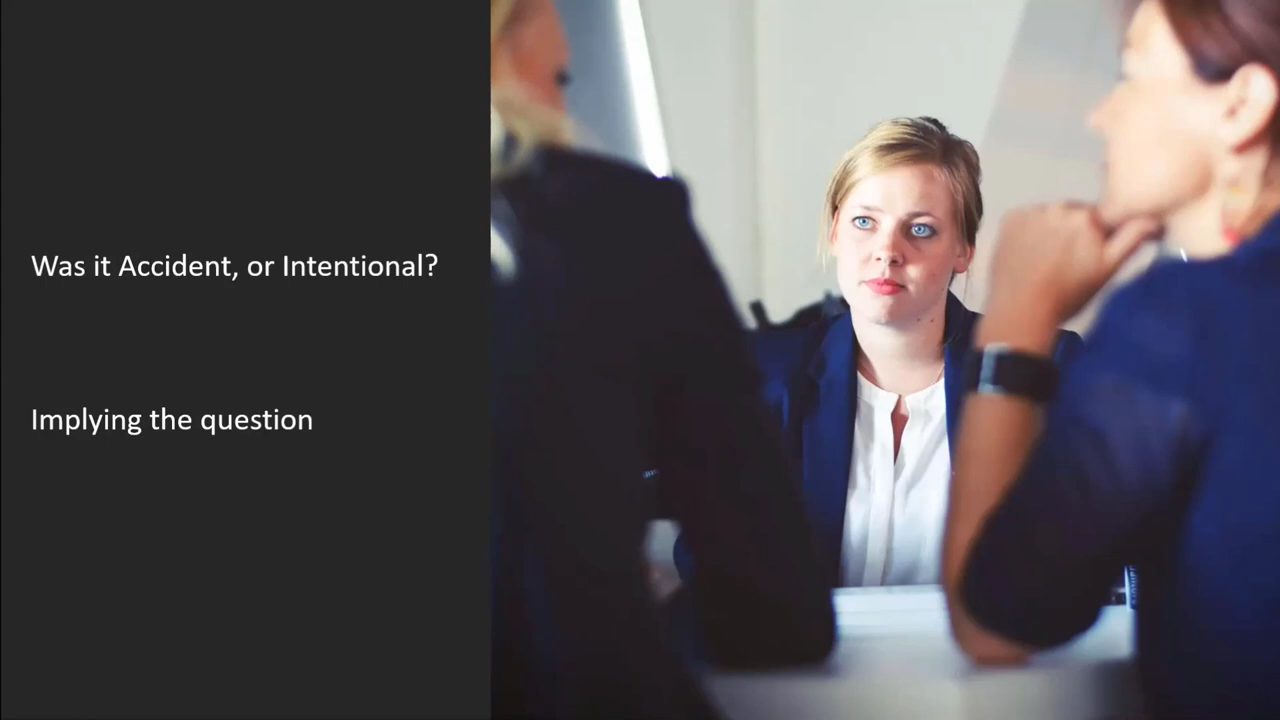 Was it Accident, or Intentional?
Implying the question